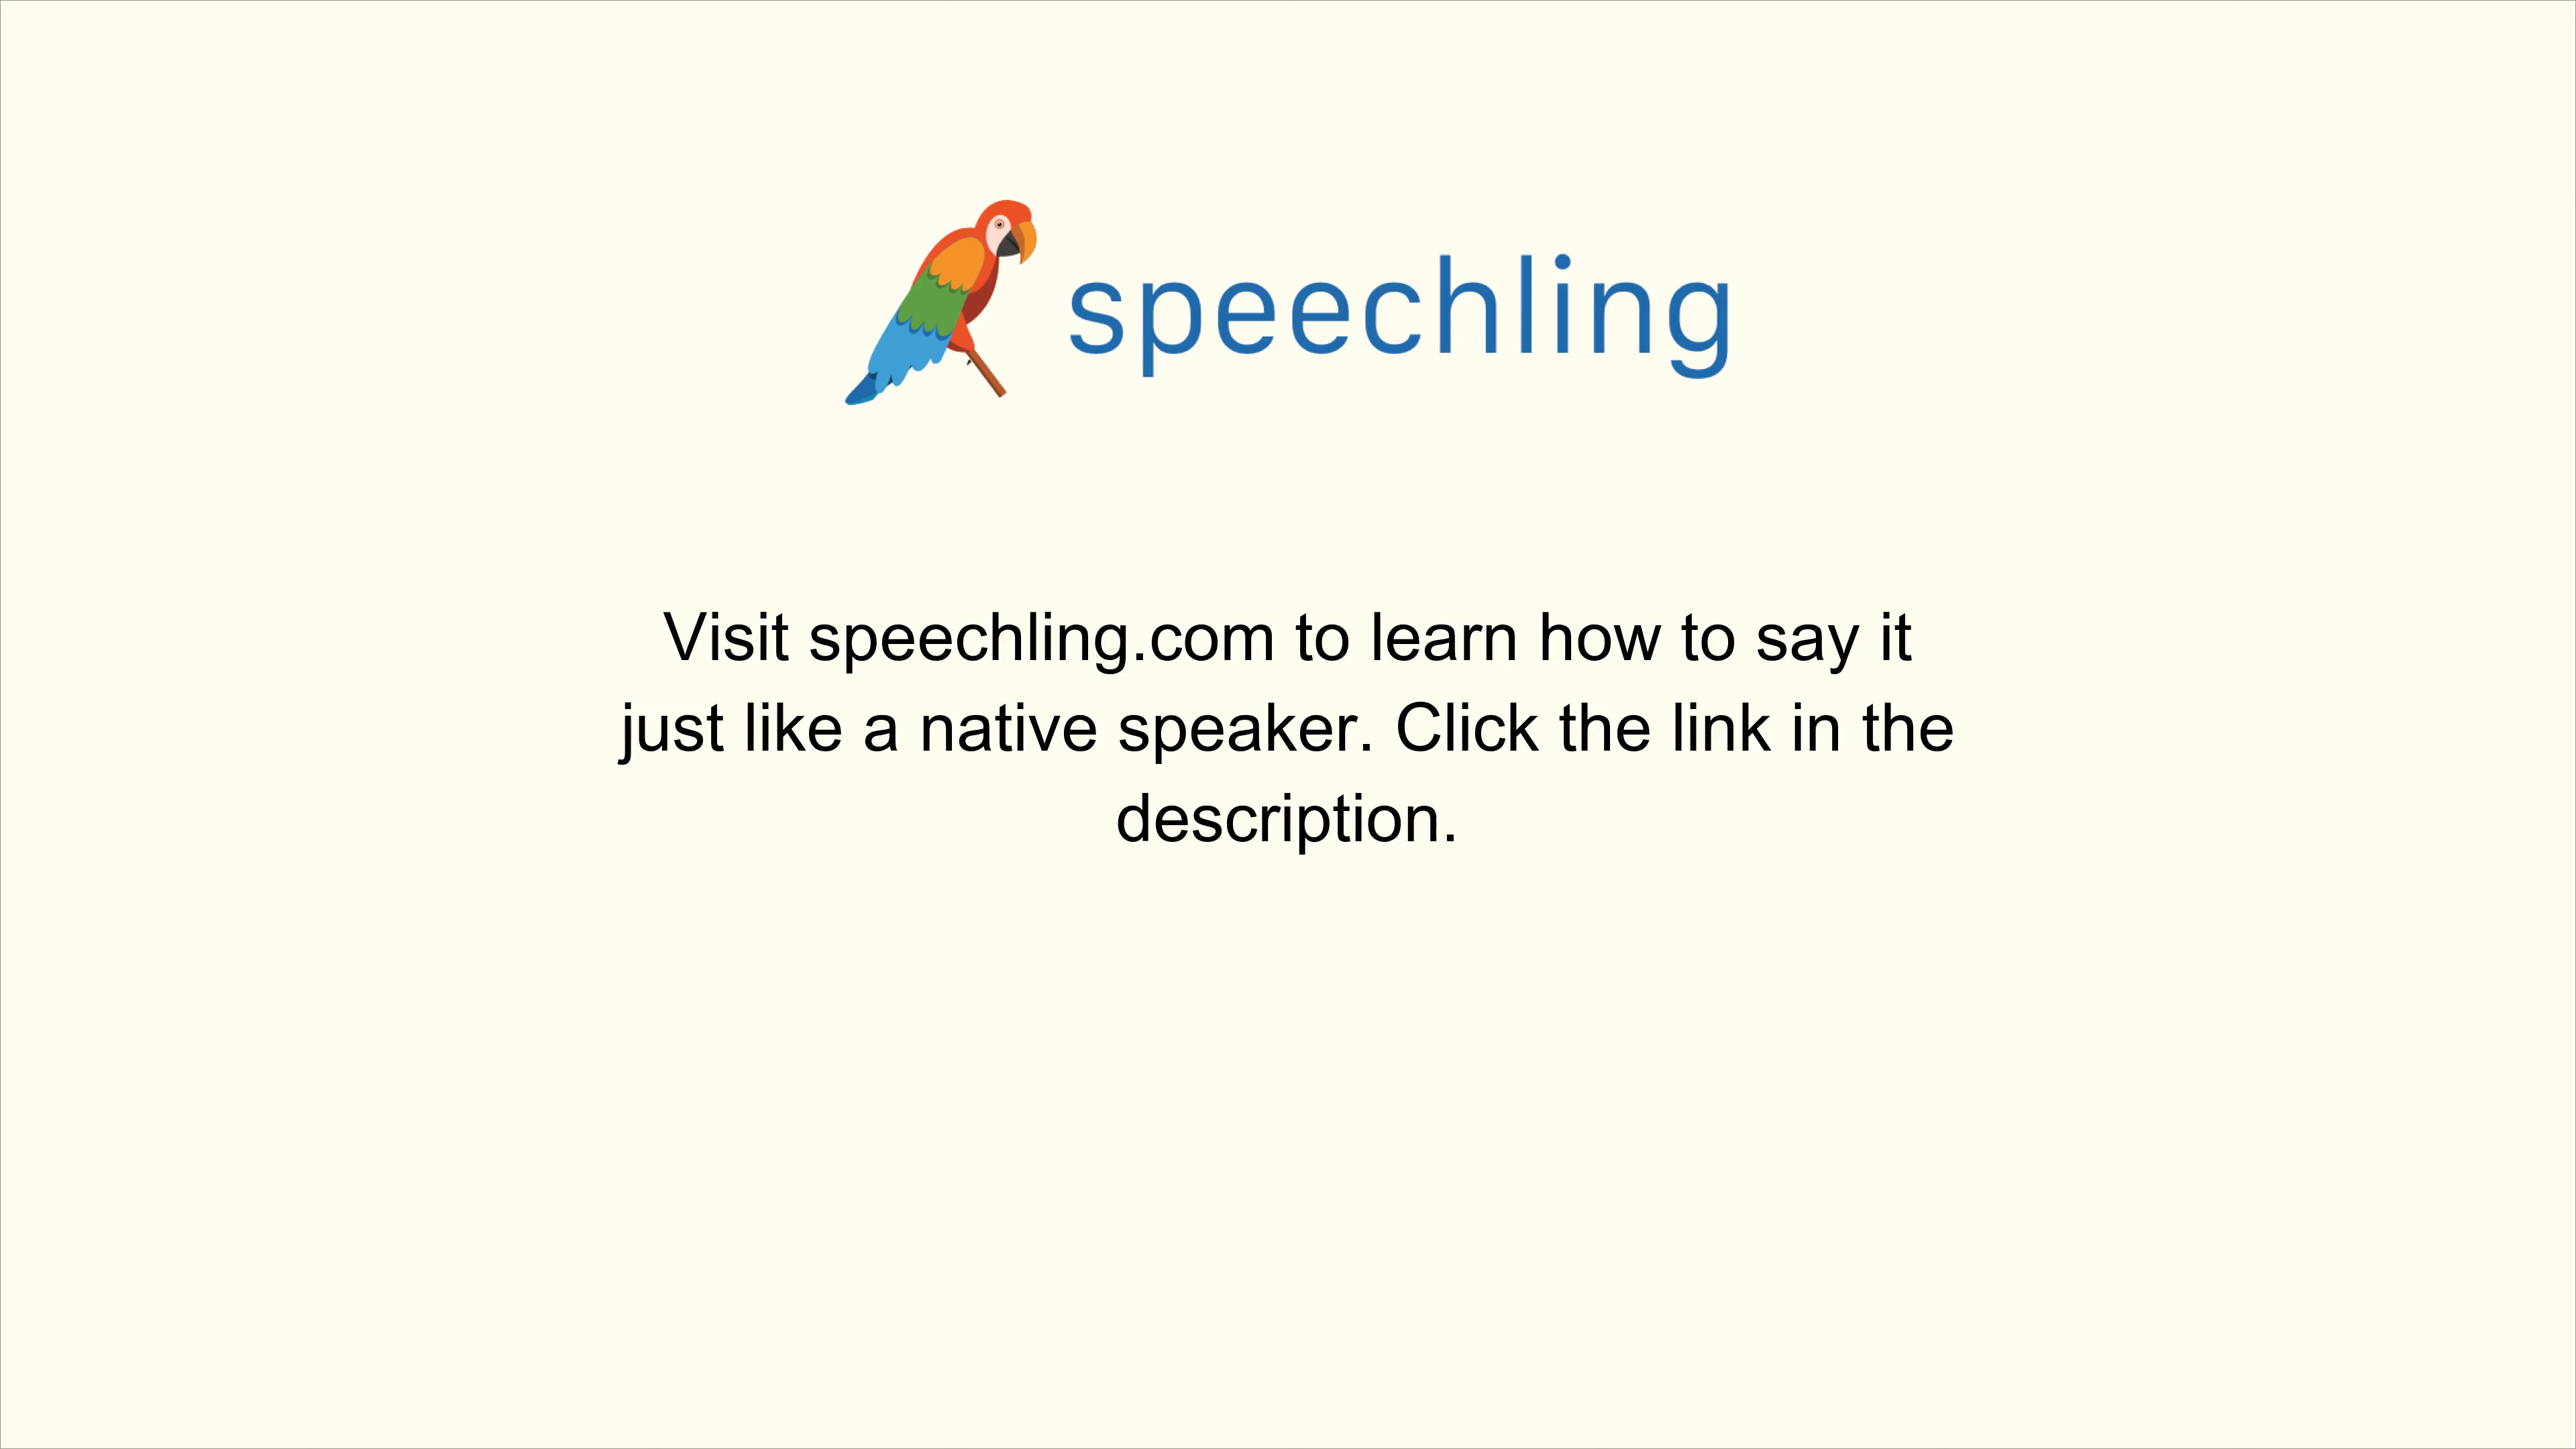 speechling
Visit speechling.com to learn how to say it
just like a native speaker. Click the link in the
description.